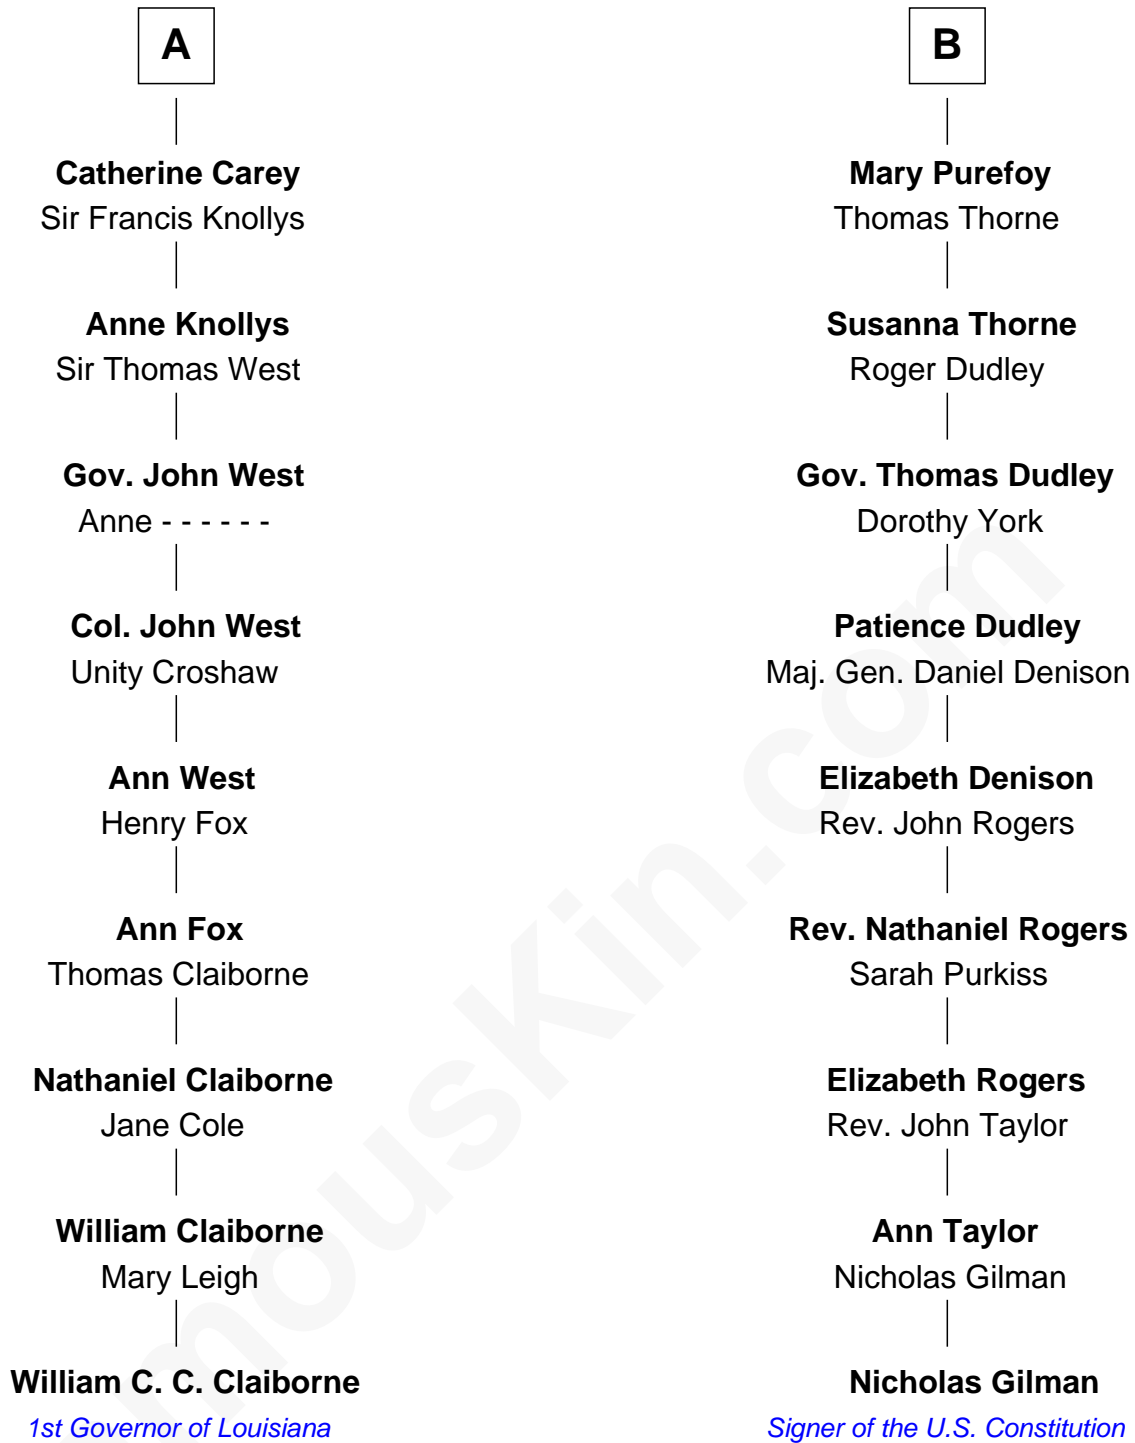 A
Catherine Carey
Sir Francis Knollys
Anne Knollys
Sir Thomas West
Gov. John West
Anne - - - - - -
Col. John West
Unity Croshaw
Ann West
Henry Fox
Ann Fox
Thomas Claiborne
Nathaniel Claiborne
Jane Cole
William Claiborne
Mary Leigh
William C. C. Claiborne
1st Governor of Louisiana
B
Mary Purefoy
Thomas Thorne
Susanna Thorne
Roger Dudley
Gov. Thomas Dudley
Dorothy York
Patience Dudley
Maj. Gen. Daniel Denison
Elizabeth Denison
Rev. John Rogers
Rev. Nathaniel Rogers
Sarah Purkiss
Elizabeth Rogers
Rev. John Taylor
Ann Taylor
Nicholas Gilman
Nicholas Gilman
Signer of the U.S. Constitution
mousKin.com